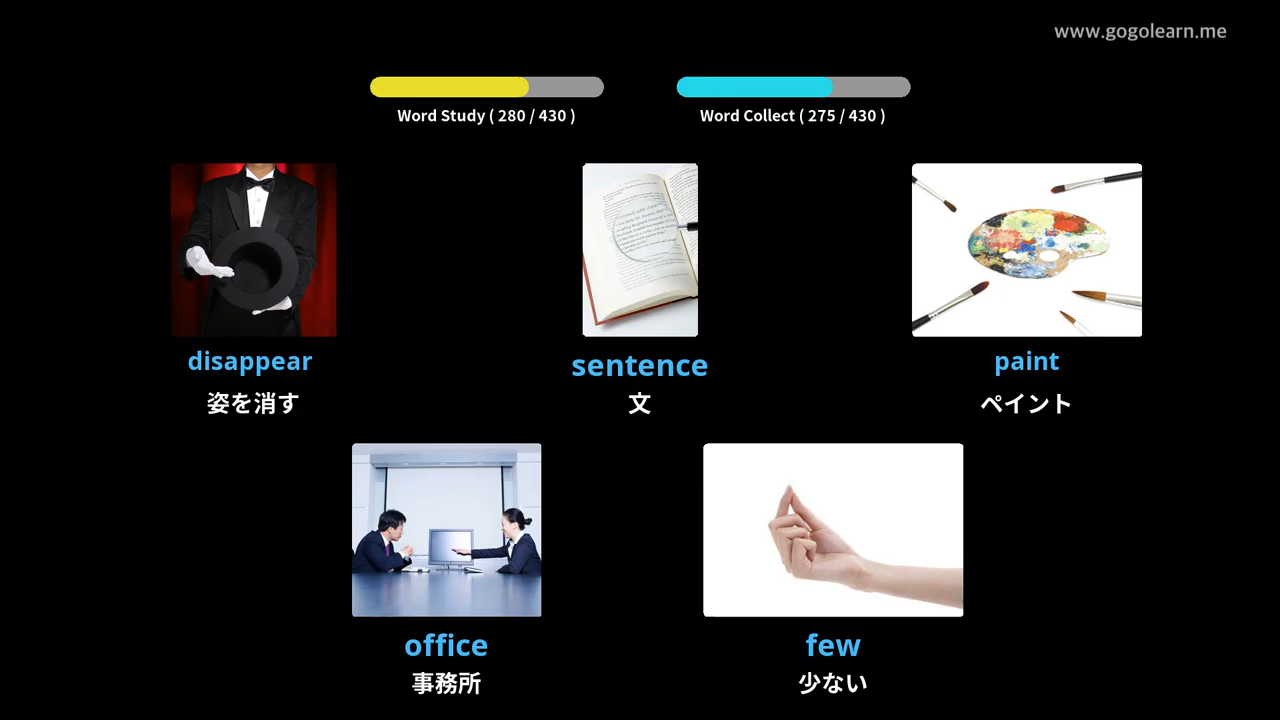 www.gogolearn.me
Word Study ( 280 / 430 )
Word Collect ( 275 / 430 )
disappear
姿を消す
sentence
文
paint
ペイント
office
事務所
few
少ない